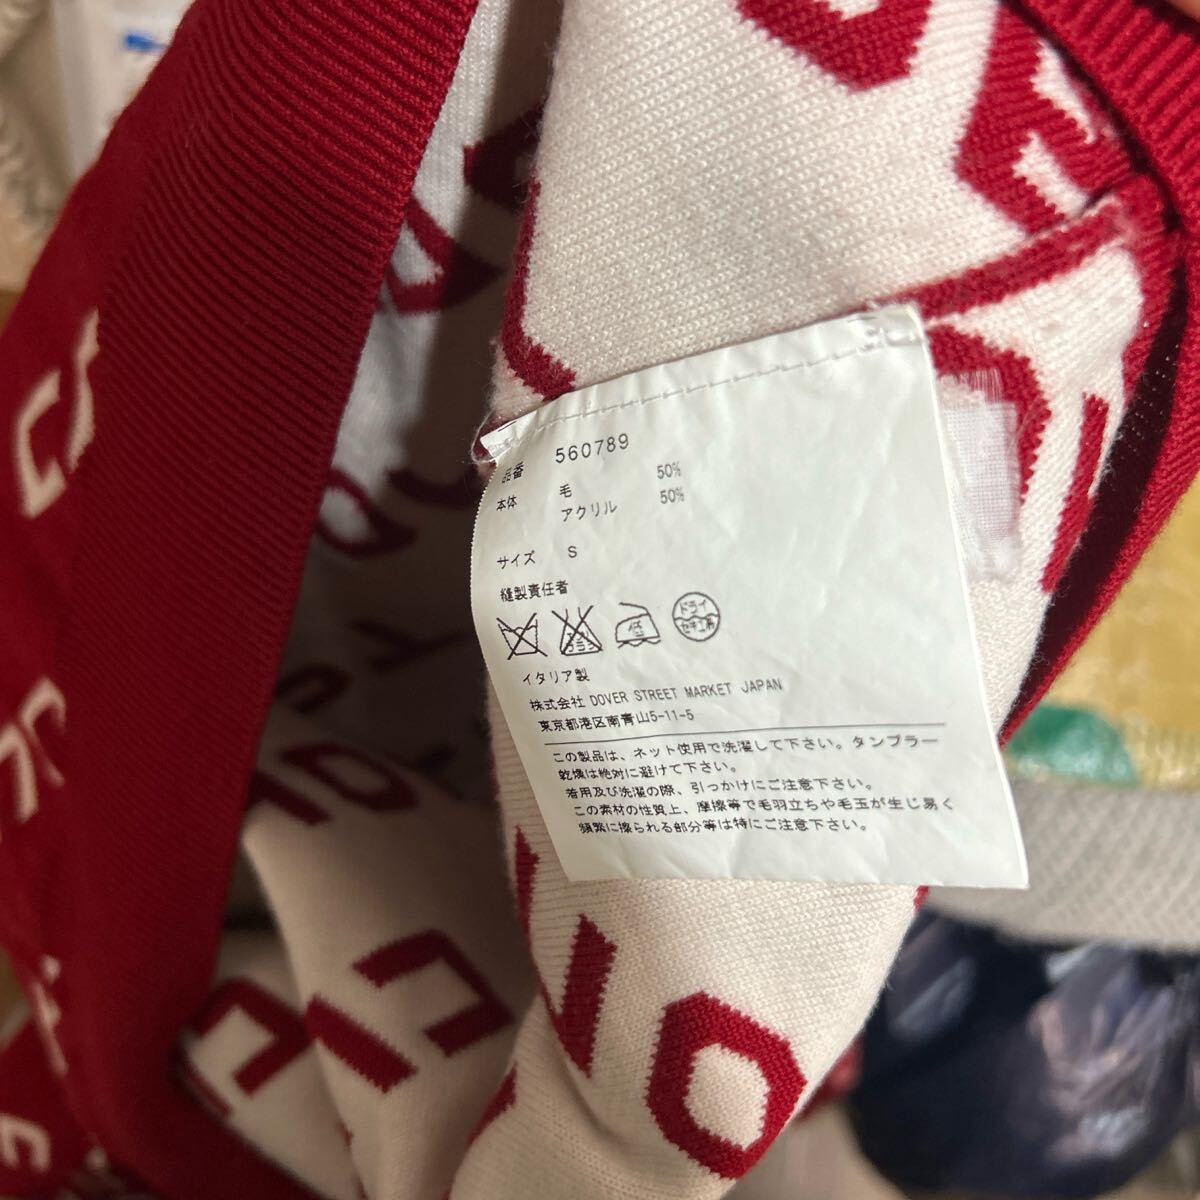 品番 560789
本体 毛 50%
アクリル 50%
サイズ S
縫製責任者
低
ドライ
セキユ系
イタリア製
株式会社 DOVER STREET MARKET JAPAN
東京都港区南青山5-11-5
この製品は、ネット使用で洗濯して下さい。タンブラー
乾燥は絶対に避けて下さい。
着用及び洗濯の際、引っかけにご注意下さい。
この素材の性質上、摩擦等で毛羽立ちや毛玉が生じ易く
頻繁に擦られる部分等は特にご注意下さい。